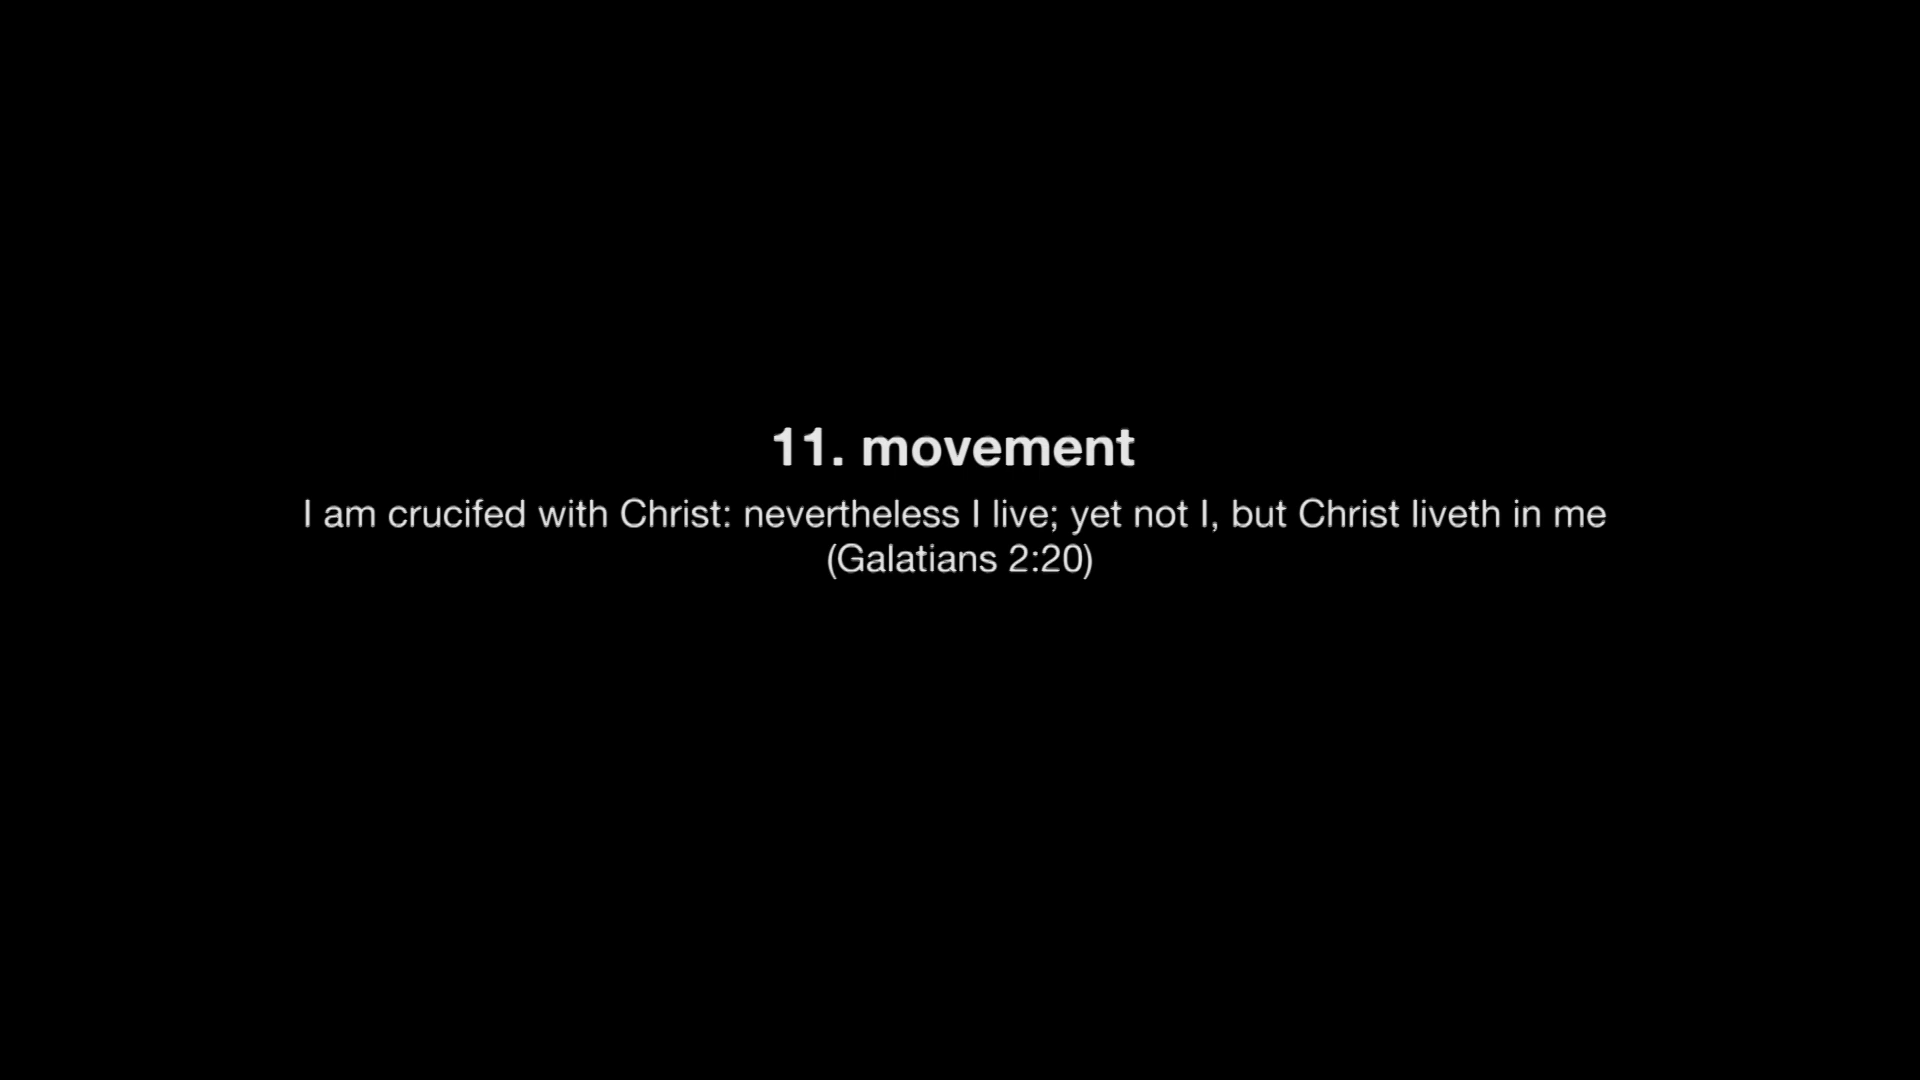 11. movement
I am crucifed with Christ: nevertheless I live; yet not I, but Christ liveth in me
(Galatians 2:20)